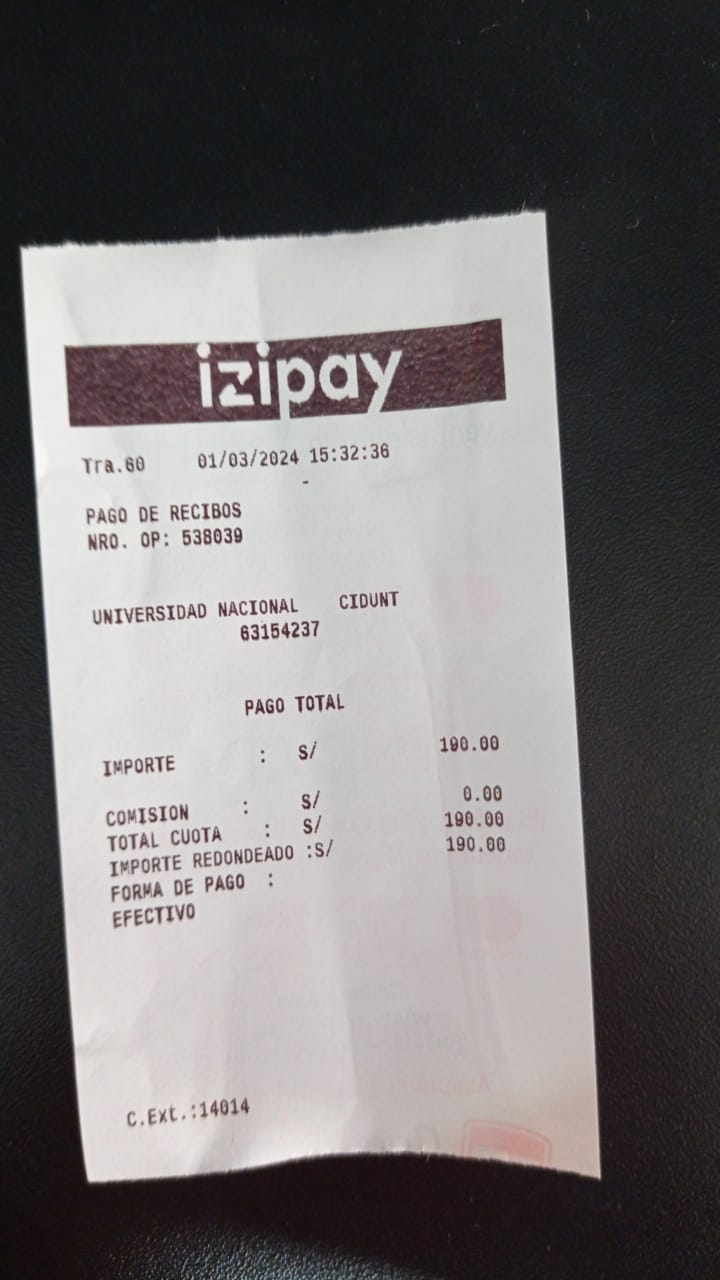 izipay
Tra.60 01/03/2024 15:32:36
-
PAGO DE RECIBOS
NRO. OP: 538039
UNIVERSIDAD NACIONAL CIDUNT
63154237
PAGO TOTAL
IMPORTE : S/ 190.00
COMISION : S/ 0.00
TOTAL CUOTA : S/ 190.00
IMPORTE REDONDEADO :S/ 190.00
FORMA DE PAGO :
EFECTIVO
C.Ext.:14014